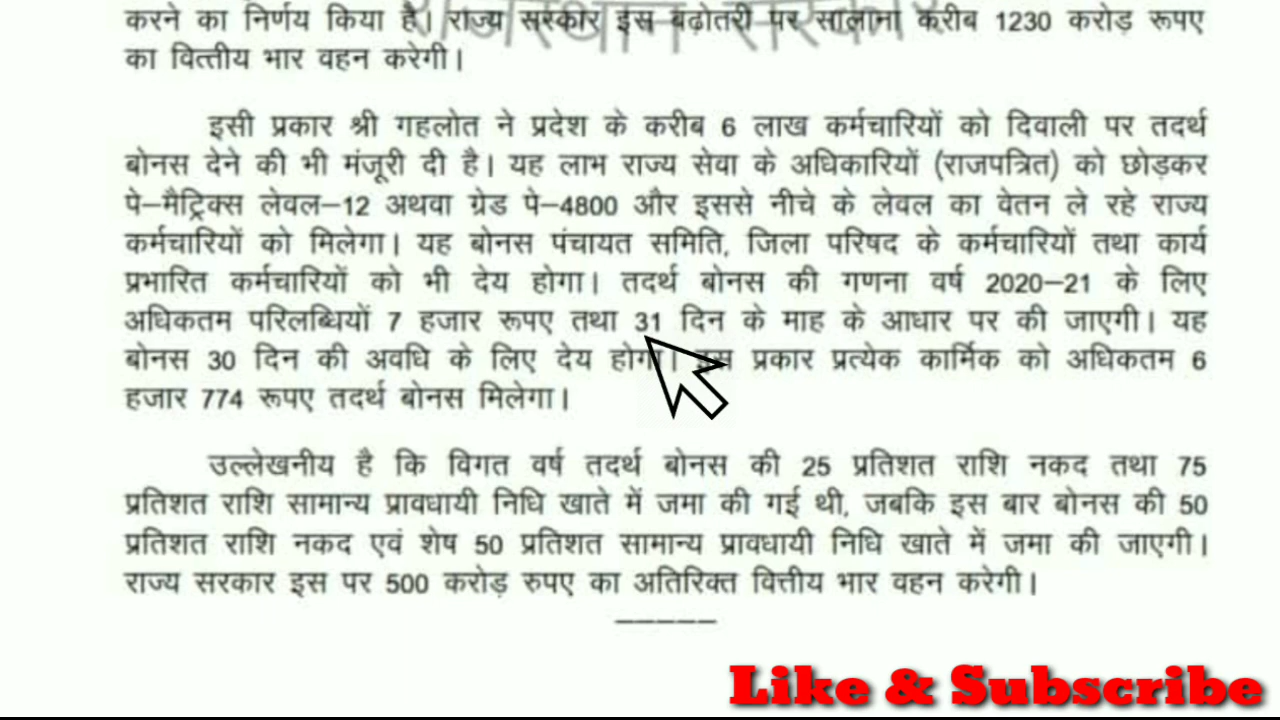 करने का निर्णय किया है। राज्य सरकार इस बढ़ोतरी पर सालाना करीब 1230 करोड़ रूपए
राजस्थान सरकार
का वित्तीय भार वहन करेगी।
इसी प्रकार श्री गहलोत ने प्रदेश के करीब 6 लाख कर्मचारियों को दिवाली पर तदर्थ
बोनस देने की भी मंजूरी दी है। यह लाभ राज्य सेवा के अधिकारियों (राजपत्रित) को छोड़कर
पे–मैट्रिक्स लेवल–12 अथवा ग्रेड पे–4800 और इससे नीचे के लेवल का वेतन ले रहे राज्य
कर्मचारियों को मिलेगा। यह बोनस पंचायत समिति, जिला परिषद के कर्मचारियों तथा कार्य
प्रभारित कर्मचारियों को भी देय होगा। तदर्थ बोनस की गणना वर्ष 2020–21 के लिए
अधिकतम परिलब्धियों 7 हजार रूपए तथा 31 दिन के माह के आधार पर की जाएगी। यह
बोनस 30 दिन की अवधि के लिए देय होगा। इस प्रकार प्रत्येक कार्मिक को अधिकतम 6
हजार 774 रूपए तदर्थ बोनस मिलेगा।
उल्लेखनीय है कि विगत वर्ष तदर्थ बोनस की 25 प्रतिशत राशि नकद तथा 75
प्रतिशत राशि सामान्य प्रावधायी निधि खाते में जमा की गई थी, जबकि इस बार बोनस की 50
प्रतिशत राशि नकद एवं शेष 50 प्रतिशत सामान्य प्रावधायी निधि खाते में जमा की जाएगी।
राज्य सरकार इस पर 500 करोड़ रुपए का अतिरिक्त वित्तीय भार वहन करेगी।
Like & Subscribe